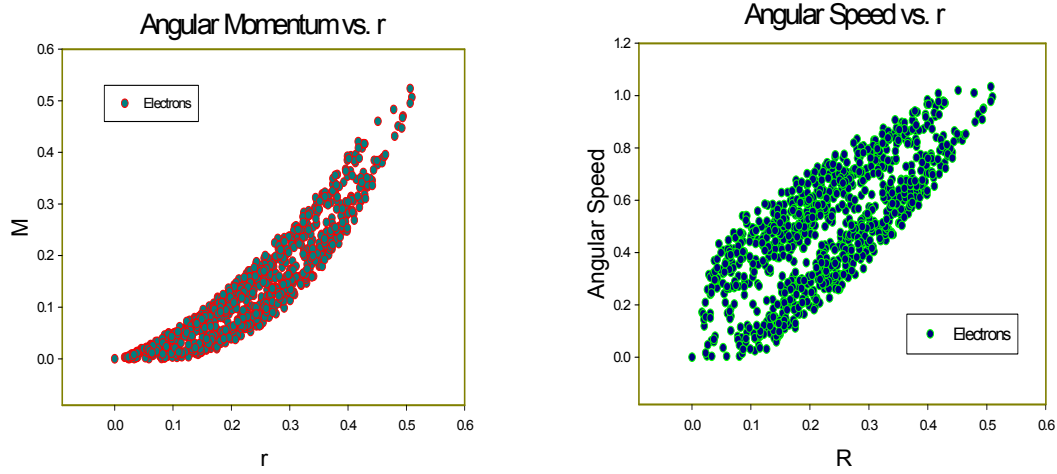 Angular Momentum vs. r
0.6
0.5
0.4
0.3
0.2
0.1
0.0
M
Electrons
0.0 0.1 0.2 0.3 0.4 0.5 0.6
r
Angular Speed vs. r
1.2
1.0
0.8
0.6
0.4
0.2
0.0
Angular Speed
Electrons
0.0 0.1 0.2 0.3 0.4 0.5 0.6
R